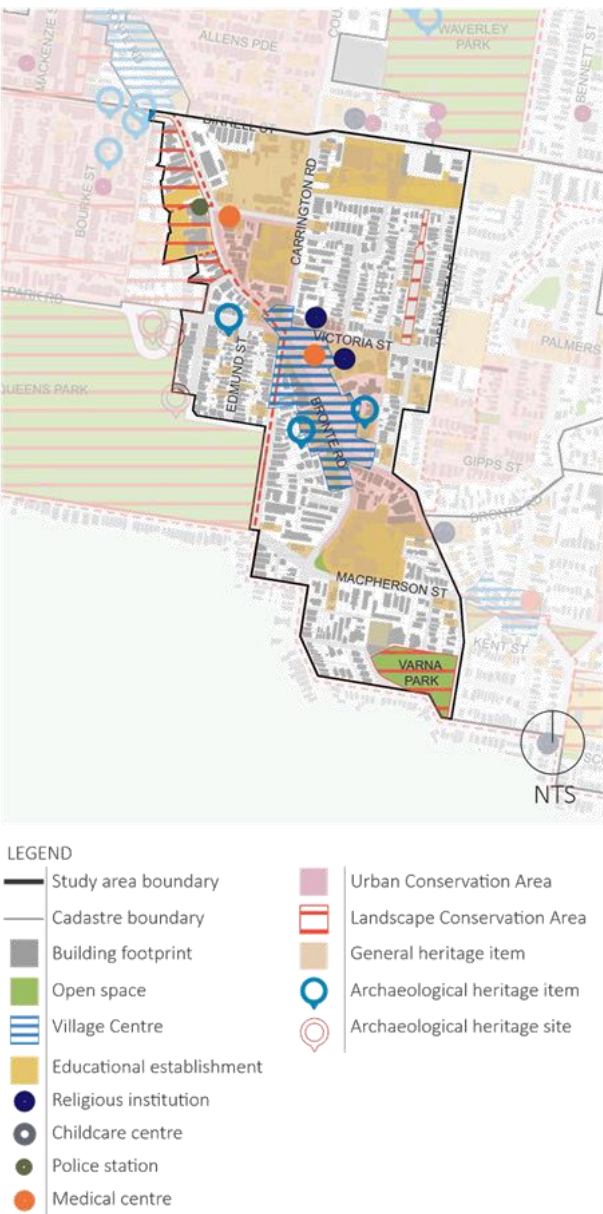 MACKENZIE ST
ALLENS PDE
WAVERLEY
PARK
BENNETT ST
BIRRELL ST
BOURKE ST
CARRINGTON RD
PARK RD
VICTORIA ST
PALMERS
QUEENS PARK
EDMUND ST
BRONTE RD
GIPPS ST
MACPHERSON ST
KENT ST
VARNA
PARK
NTS
LEGEND
Study area boundary
Cadastre boundary
Building footprint
Open space
Village Centre
Educational establishment
Religious institution
Childcare centre
Police station
Medical centre
Urban Conservation Area
Landscape Conservation Area
General heritage item
Archaeological heritage item
Archaeological heritage site